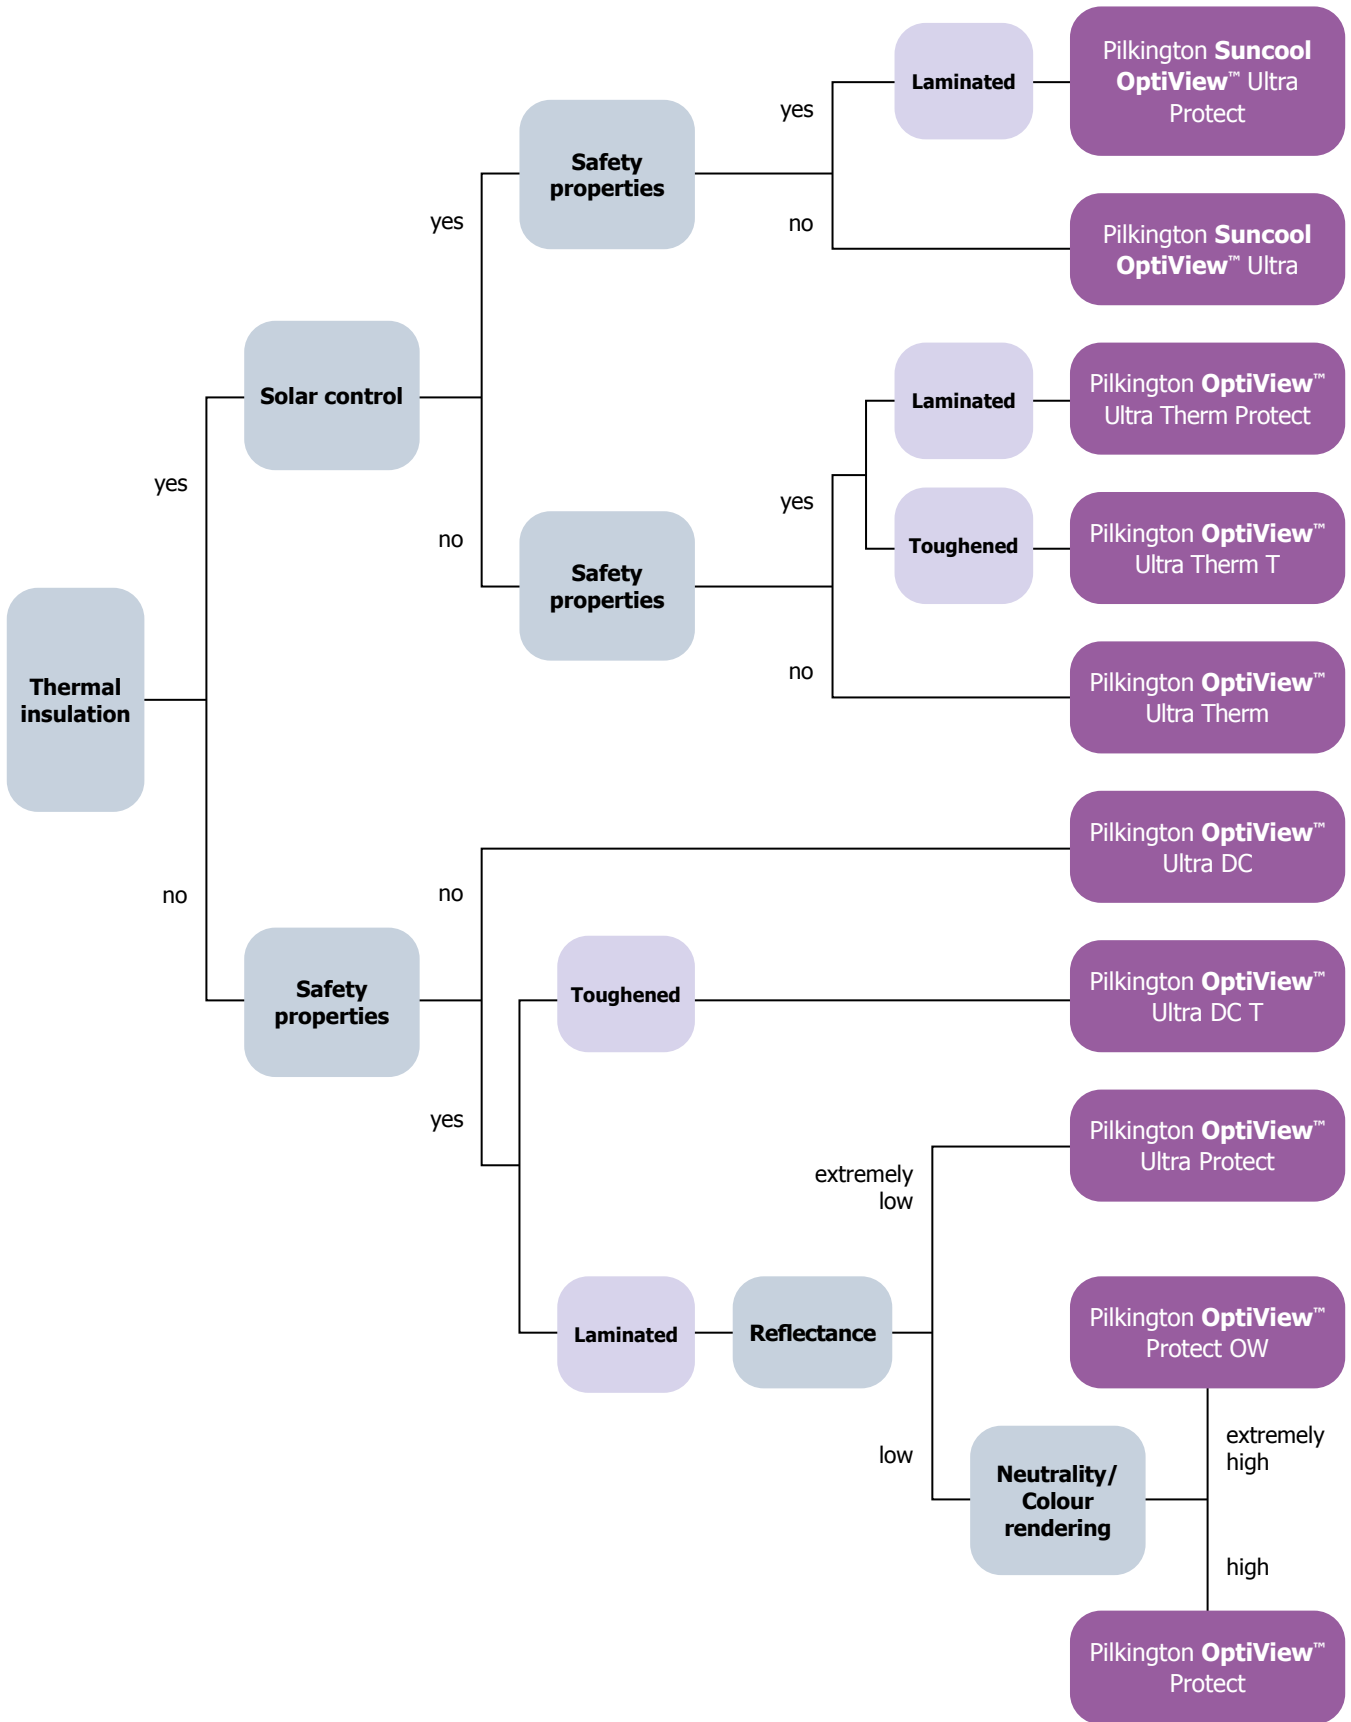 Laminated
Pilkington Suncool
OptiView™ Ultra
Protect
yes
Safety
properties
yes
no
Pilkington Suncool
OptiView™ Ultra
Solar control
Laminated
Pilkington OptiView™
Ultra Therm Protect
yes
yes
no
Toughened
Pilkington OptiView™
Ultra Therm T
Safety
properties
no
Pilkington OptiView™
Ultra Therm
Thermal
insulation
Pilkington OptiView™
Ultra DC
no
no
Safety
properties
Toughened
Pilkington OptiView™
Ultra DC T
yes
Pilkington OptiView™
Ultra Protect
extremely
low
Laminated
Reflectance
Pilkington OptiView™
Protect OW
low
Neutrality/
Colour
rendering
extremely
high
high
Pilkington OptiView™
Protect